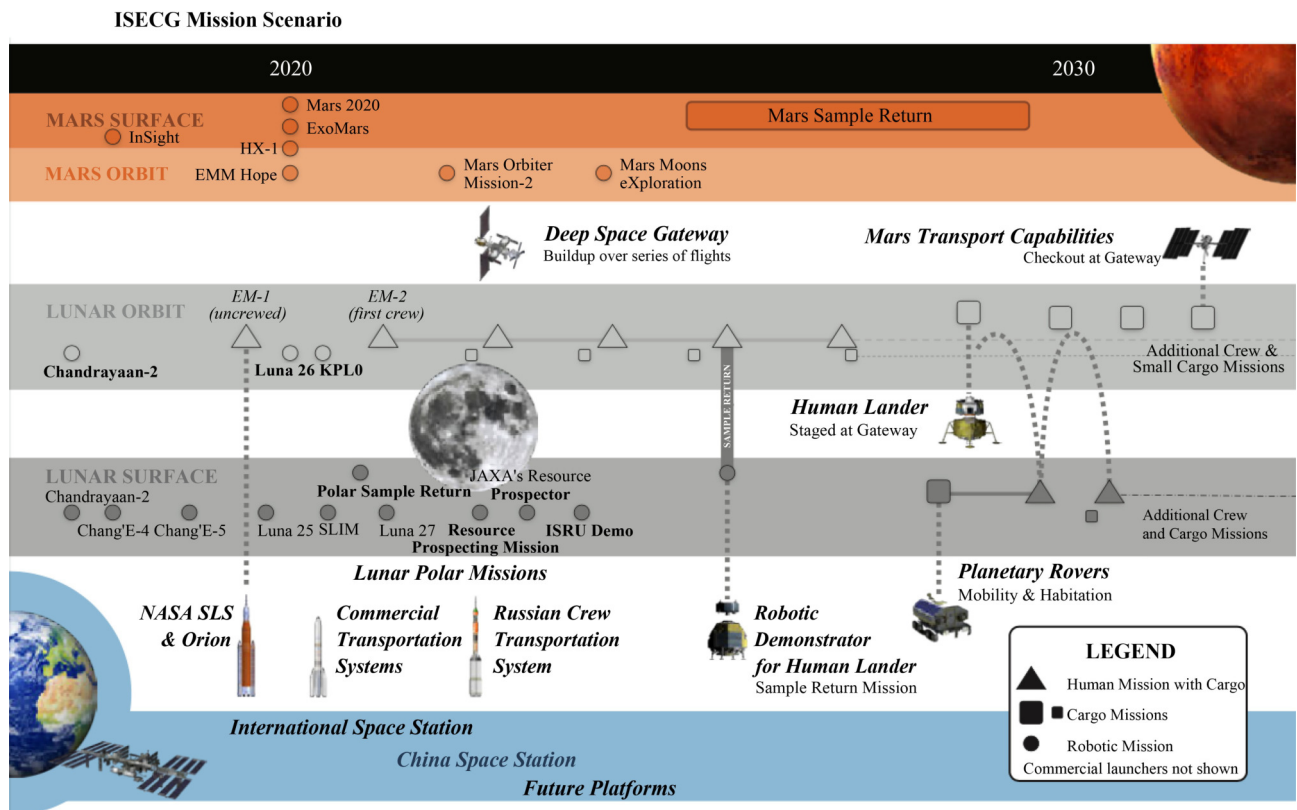 ISECG Mission Scenario
2020
2030
MARS SURFACE
InSight
Mars 2020
ExoMars
HX-1
Mars Sample Return
MARS ORBIT
EMM Hope
Mars Orbiter
Mission-2
Mars Moons
eXploration
Deep Space Gateway
Buildup over series of flights
Mars Transport Capabilities
Checkout at Gateway
LUNAR ORBIT
EM-1
(uncrewed)
EM-2
(first crew)
Chandrayaan-2
Luna 26 KPL0
Additional Crew &
Small Cargo Missions
SAMPLE RETURN
Human Lander
Staged at Gateway
LUNAR SURFACE
Chandrayaan-2
Chang'E-4
Chang'E-5
Luna 25
SLIM
Polar Sample Return
Luna 27
JAXA's Resource
Prospector
Resource
Prospecting Mission
ISRU Demo
Additional Crew
and Cargo Missions
Lunar Polar Missions
NASA SLS
& Orion
Commercial
Transportation
Systems
Russian Crew
Transportation
System
Robotic
Demonstrator
for Human Lander
Sample Return Mission
Planetary Rovers
Mobility & Habitation
LEGEND
Human Mission with Cargo
Cargo Missions
Robotic Mission
Commercial launchers not shown
International Space Station
China Space Station
Future Platforms